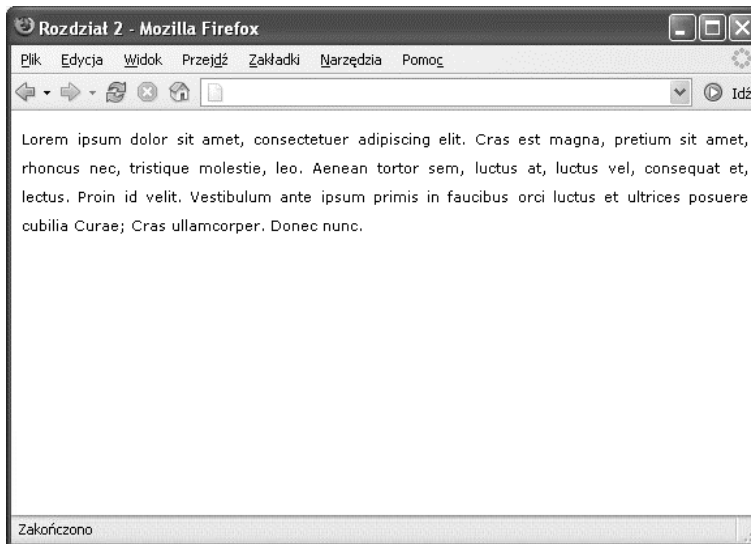 Rozdział 2 - Mozilla Firefox
Plik Edycja Widok Przejdź Zakładki Narzędzia Pomoc
Idź
Lorem ipsum dolor sit amet, consectetuer adipiscing elit. Cras est magna, pretium sit amet,
rhoncus nec, tristique molestie, leo. Aenean tortor sem, luctus at, luctus vel, consequat et,
lectus. Proin id velit. Vestibulum ante ipsum primis in faucibus orci luctus et ultrices posuere
cubilia Curae; Cras ullamcorper. Donec nunc.
Zakończono